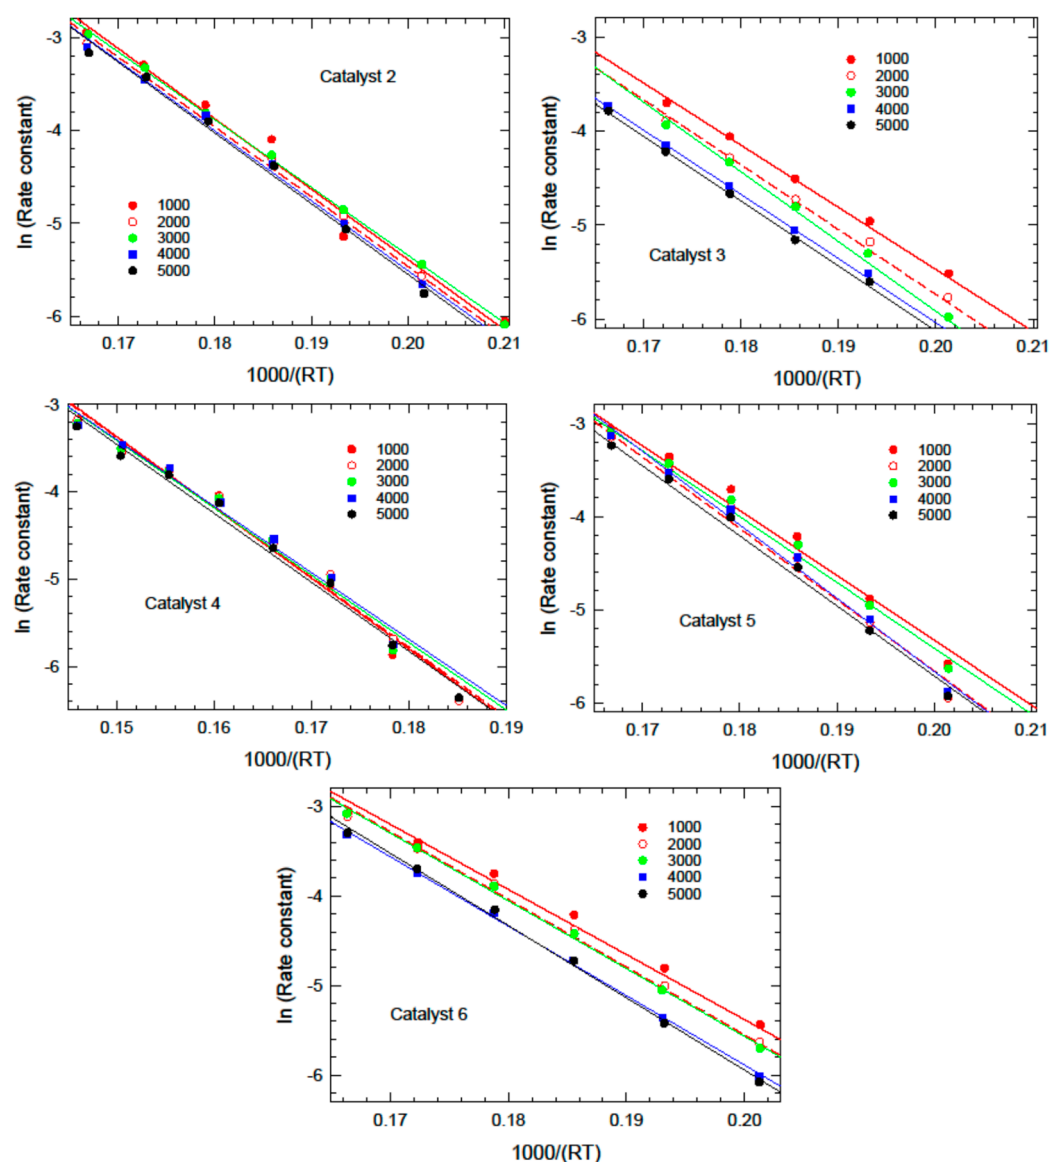 -3
-4
-5
-6
ln (Rate constant)
Catalyst 2
1000
2000
3000
4000
5000
0.17 0.18 0.19 0.20 0.21
1000/(RT)
-3
-4
-5
-6
ln (Rate constant)
1000
2000
3000
4000
5000
Catalyst 3
0.17 0.18 0.19 0.20 0.21
1000/(RT)
-3
-4
-5
-6
ln (Rate constant)
1000
2000
3000
4000
5000
Catalyst 4
0.15 0.16 0.17 0.18 0.19
1000/(RT)
-3
-4
-5
-6
ln (Rate constant)
1000
2000
3000
4000
5000
Catalyst 5
0.17 0.18 0.19 0.20 0.21
1000/(RT)
-3
-4
-5
-6
ln (Rate constant)
1000
2000
3000
4000
5000
Catalyst 6
0.17 0.18 0.19 0.20
1000/(RT)